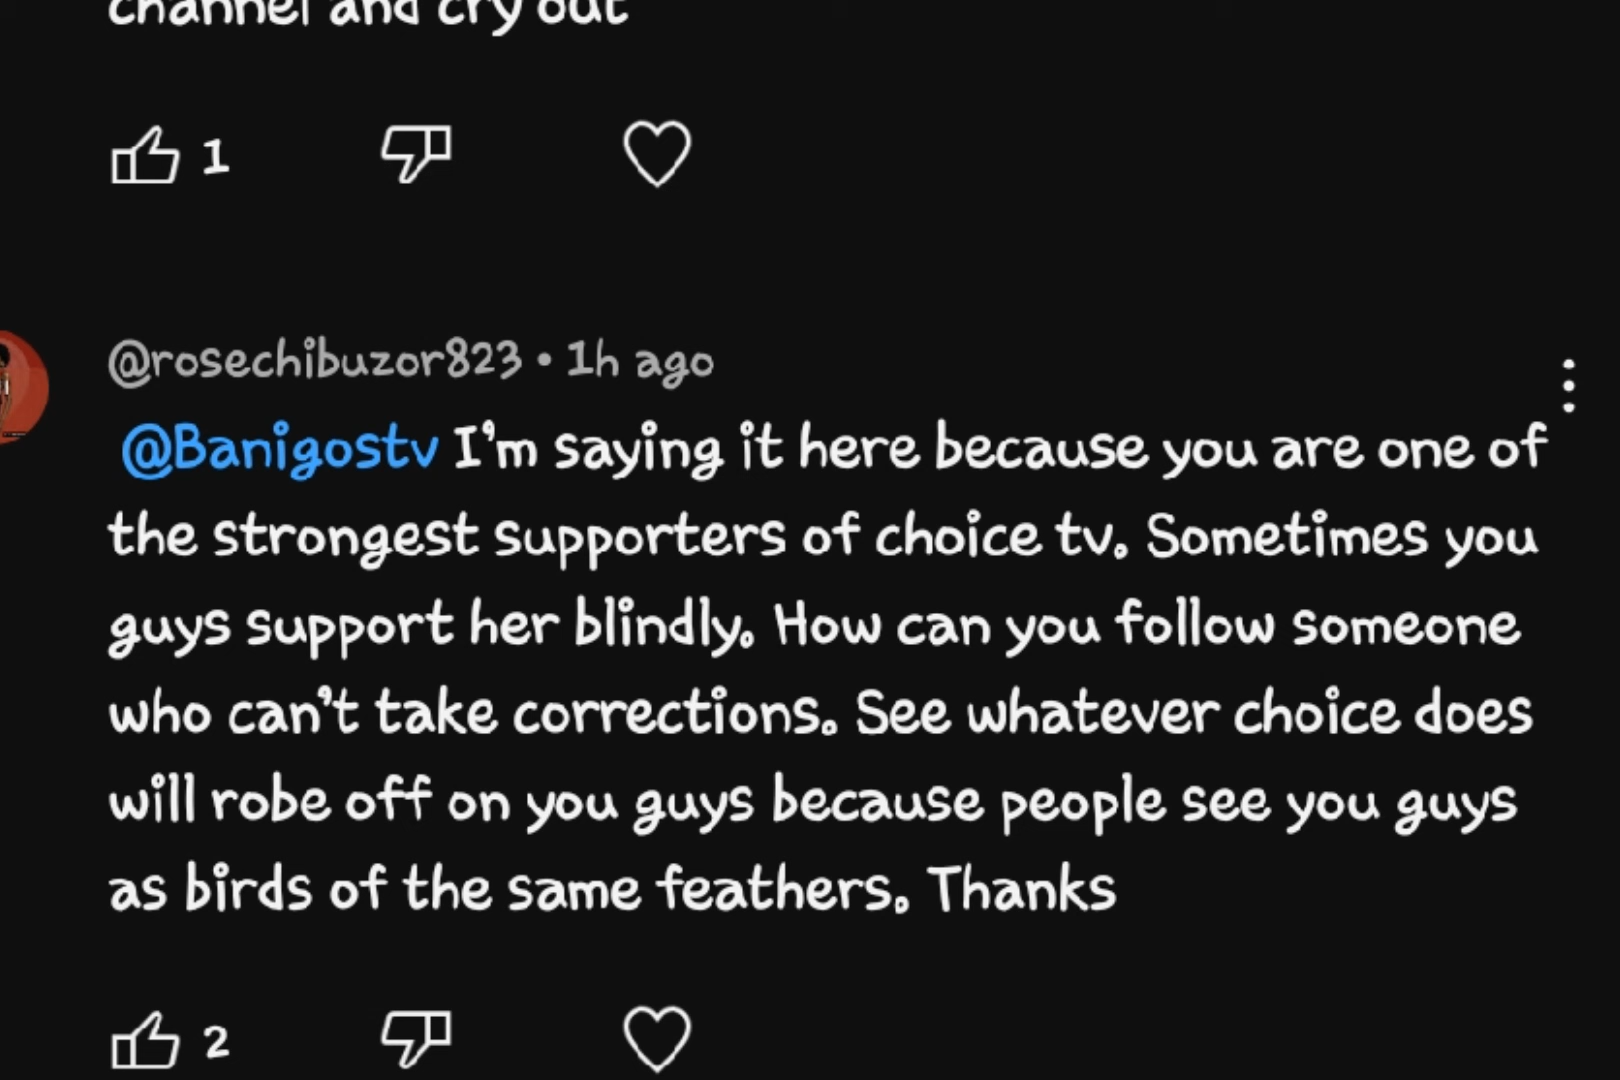 channel and cry out
1
@rosechibuzor823 • 1h ago
@Banigostv I'm saying it here because you are one of
the strongest supporters of choice tv. Sometimes you
guys support her blindly. How can you follow someone
who can't take corrections. See whatever choice does
will robe off on you guys because people see you guys
as birds of the same feathers. Thanks
2